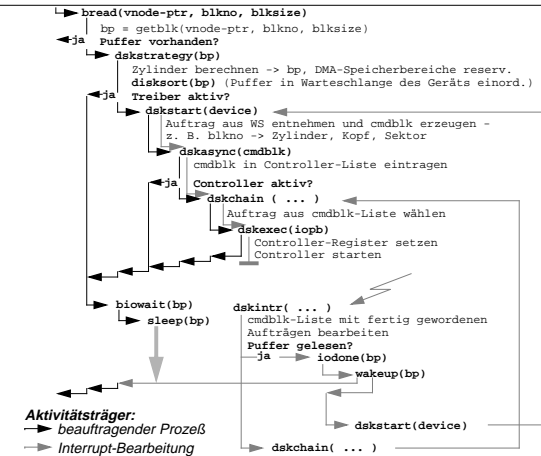 bread(vnode-ptr, blkno, blksize)
bp = getblk(vnode-ptr, blkno, blksize)
ja Puffer vorhanden?
dskstrategy(bp)
Zylinder berechnen -> bp, DMA-Speicherbereiche reserv.
disksort(bp) (Puffer in Warteschlange des Geräts einord.)
ja Treiber aktiv?
dskstart(device)
Auftrag aus WS entnehmen und cmdblk erzeugen -
z. B. blkno -> Zylinder, Kopf, Sektor
dskasync(cmdblk)
cmdblk in Controller-Liste eintragen
ja Controller aktiv?
dskchain ( ... )
Auftrag aus cmdblk-Liste wählen
dskexec(iopb)
Controller-Register setzen
Controller starten
biowait(bp)
sleep(bp)
dskintr( ... )
cmdblk-Liste mit fertig gewordenen
Aufträgen bearbeiten
Puffer gelesen?
ja iodone(bp)
wakeup(bp)
dskstart(device)
dskchain( ... )
Aktivitätsträger:
beauftragender Prozeß
Interrupt-Bearbeitung